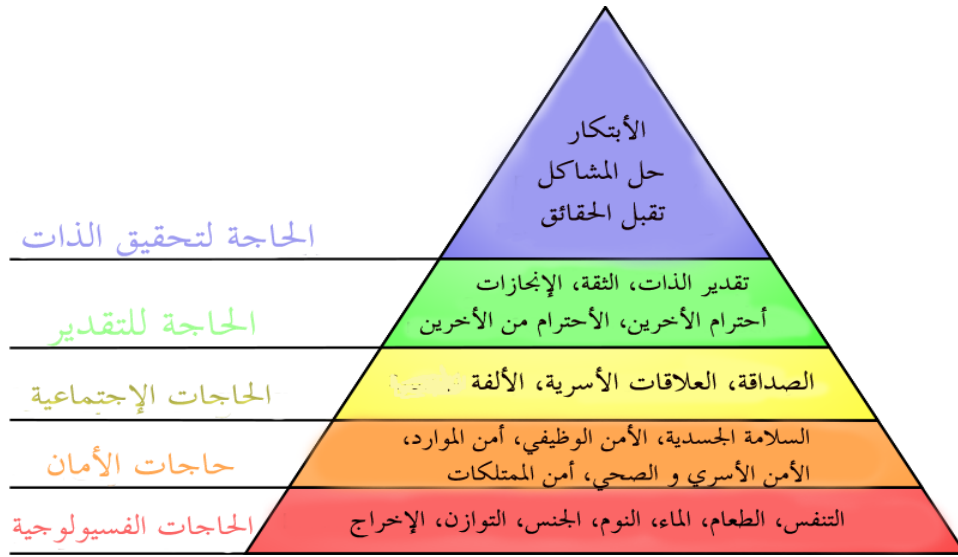 الأبتكار
حل المشاكل
تقبل الحقائق
الحاجة لتحقيق الذات
تقدير الذات، الثقة، الإنجازات
أحترام الأخرين، الأحترام من الأخرين
الحاجة للتقدير
الصداقة، العلاقات الأسرية، الألفة
الحاجات الإجتماعية
السلامة الجسدية، الأمن الوظيفي، أمن الموارد،
الأمن الأسري و الصحي، أمن الممتلكات
حاجات الأمان
التنفس، الطعام، الماء، النوم، الجنس، التوازن، الإخراج
الحاجات الفسيولوجية